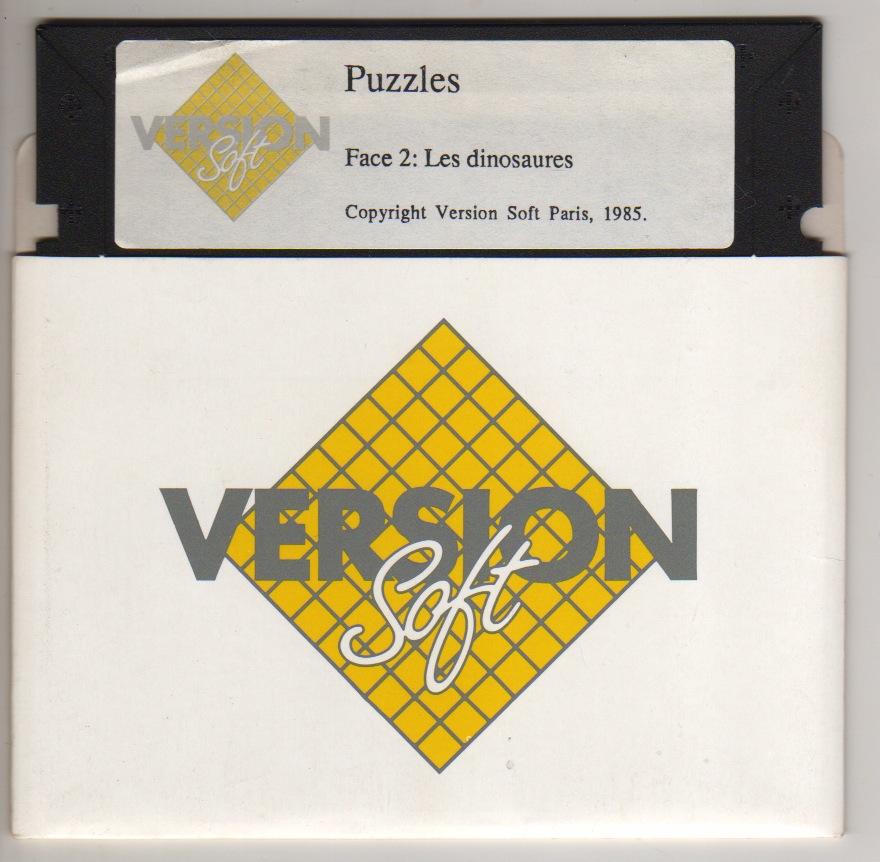 Puzzles
VERSION
Soft
Face 2: Les dinosaures
Copyright Version Soft Paris, 1985.
VERSION
Soft